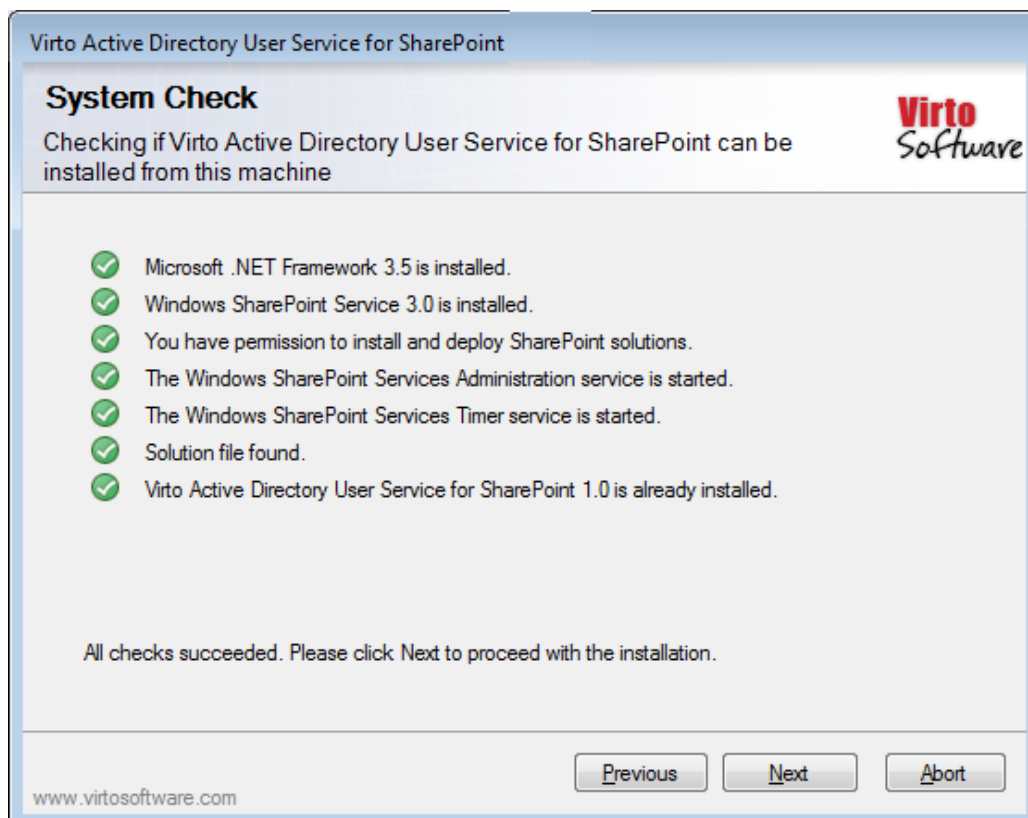 Virto Active Directory User Service for SharePoint
System Check
Checking if Virto Active Directory User Service for SharePoint can be
installed from this machine
Virto
Software
Microsoft .NET Framework 3.5 is installed.
Windows SharePoint Service 3.0 is installed.
You have permission to install and deploy SharePoint solutions.
The Windows SharePoint Services Administration service is started.
The Windows SharePoint Services Timer service is started.
Solution file found.
Virto Active Directory User Service for SharePoint 1.0 is already installed.
All checks succeeded. Please click Next to proceed with the installation.
Previous Next Abort
www.virtosoftware.com